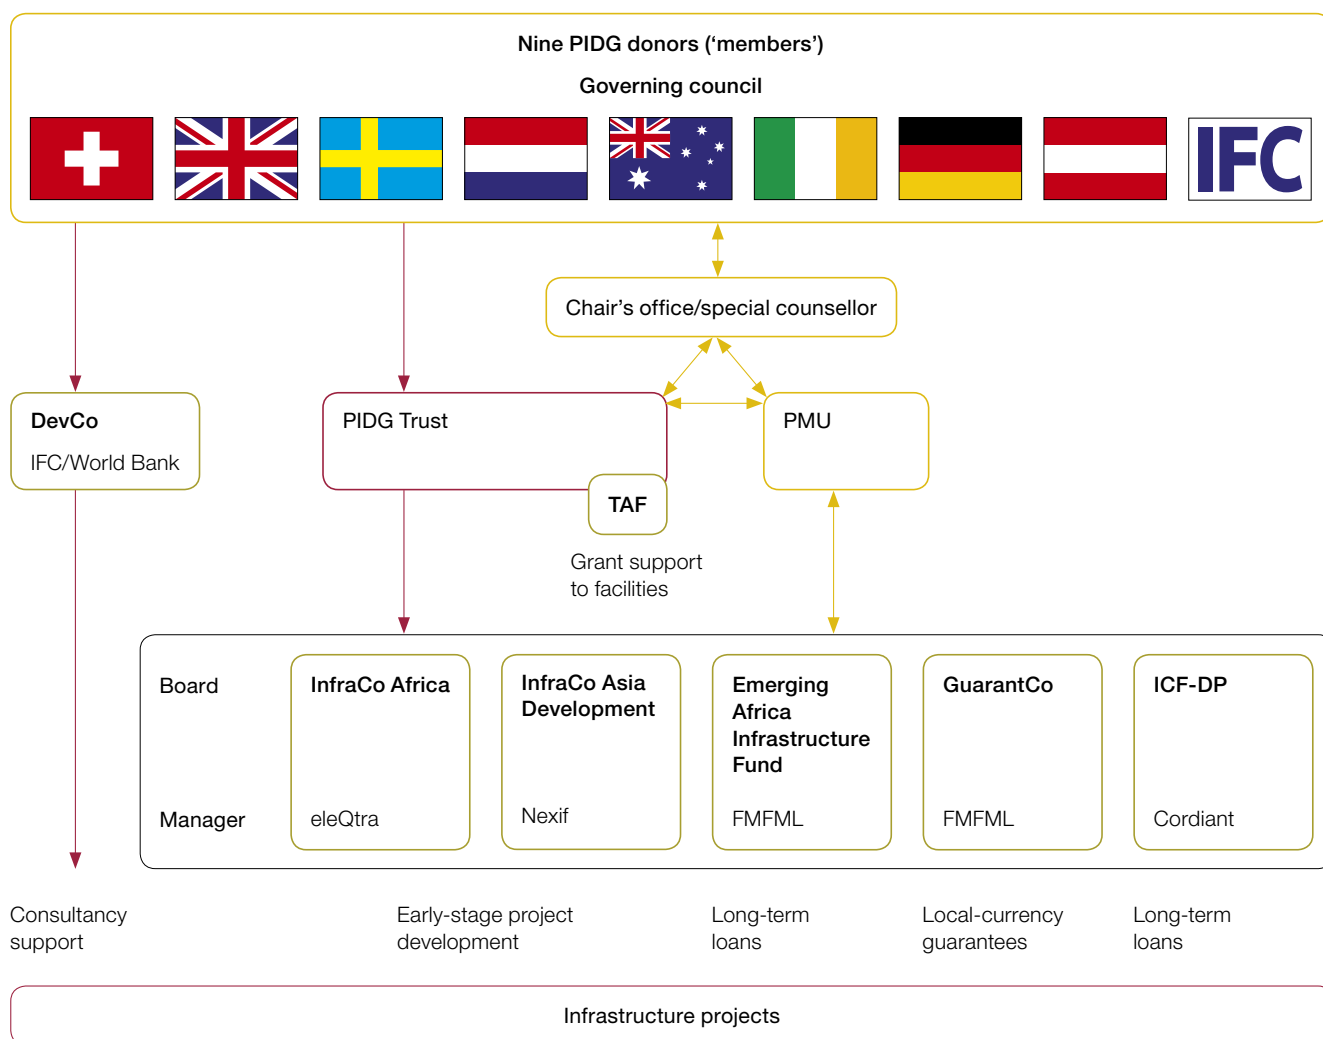 Nine PIDG donors (‘members’)
Governing council
IFC
Chair’s office/special counsellor
DevCo
IFC/World Bank
PIDG Trust
PMU
TAF
Grant support
to facilities
Board
InfraCo Africa
InfraCo Asia
Development
Emerging
Africa
Infrastructure
Fund
GuarantCo
ICF-DP
Manager
eleQtra
Nexif
FMFML
FMFML
Cordiant
Consultancy
support
Early-stage project
development
Long-term
loans
Local-currency
guarantees
Long-term
loans
Infrastructure projects